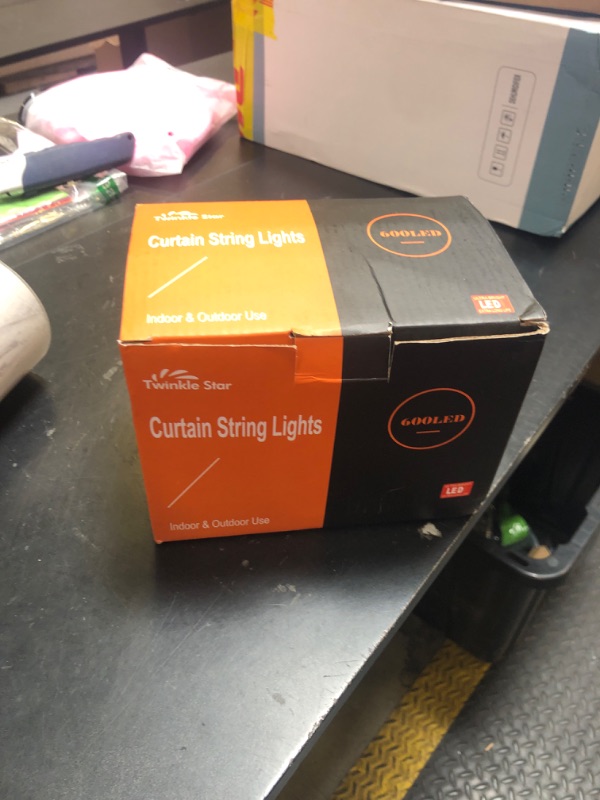 Twinkle Star
Curtain String Lights
Indoor & Outdoor Use
600LED
LED
Twinkle Star
Curtain String Lights
Indoor & Outdoor Use
600LED
LED